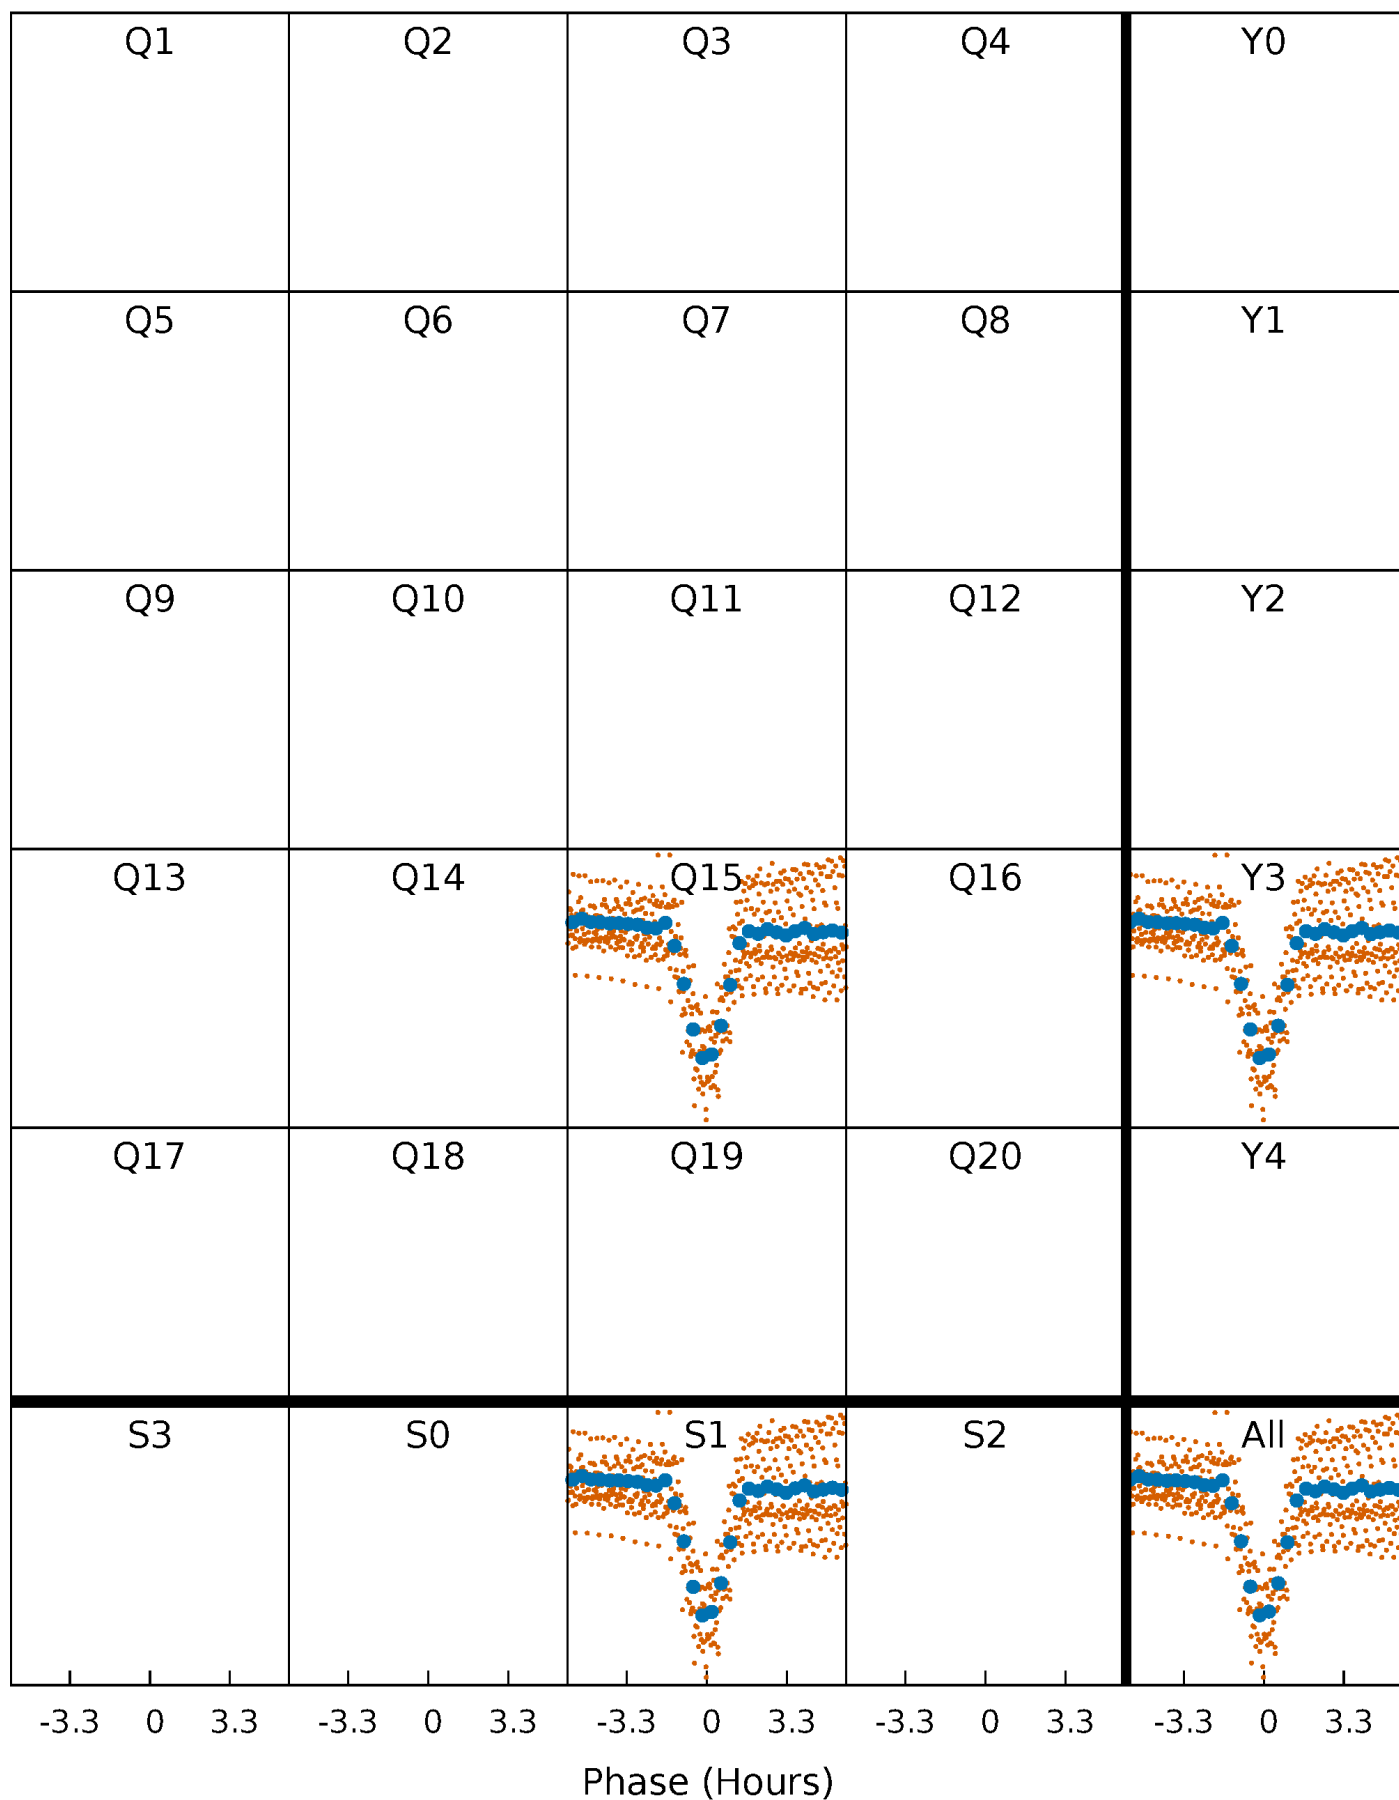 Q1 Q2 Q3 Q4 Y0
Q5 Q6 Q7 Q8 Y1
Q9 Q10 Q11 Q12 Y2
Q13 Q14 Q15 Q16 Y3
Q17 Q18 Q19 Q20 Y4
S3 S0 S1 S2 All
-3.3 0 3.3 -3.3 0 3.3 -3.3 0 3.3 -3.3 0 3.3 -3.3 0 3.3
Phase (Hours)